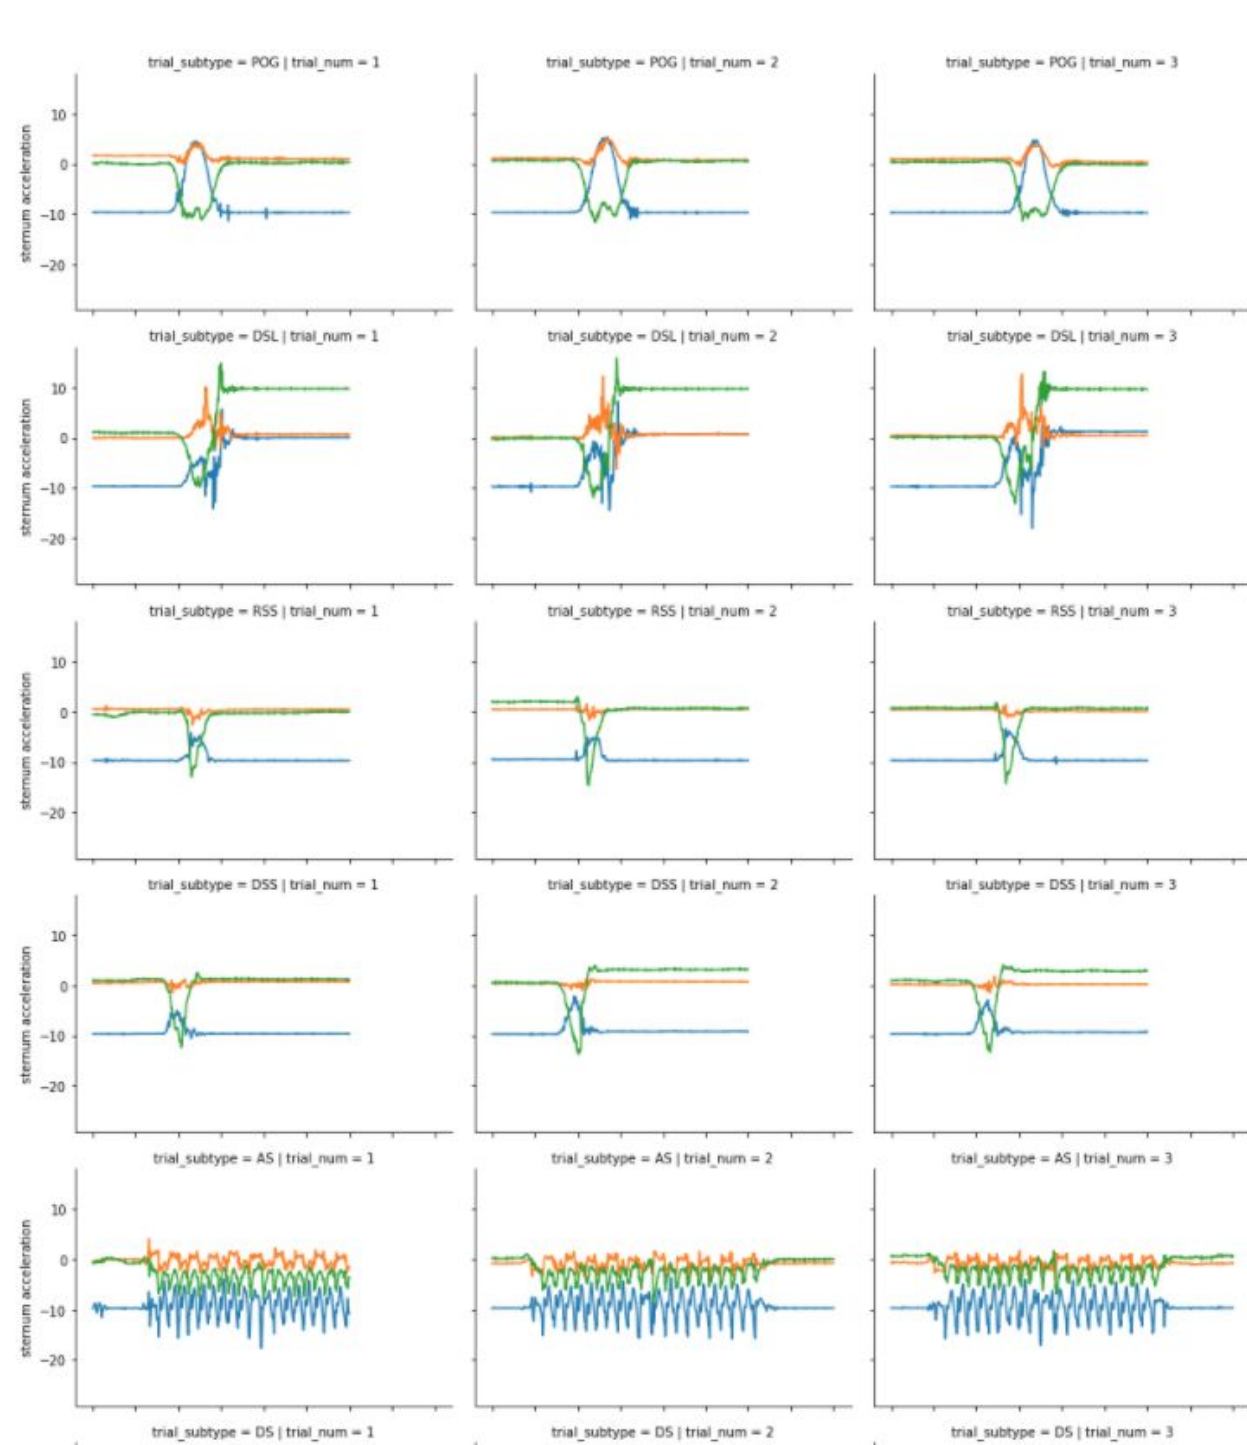 trial_subtype = POG | trial_num = 1
trial_subtype = POG | trial_num = 2
trial_subtype = POG | trial_num = 3
sternum acceleration
10
0
−10
−20
trial_subtype = DSL | trial_num = 1
trial_subtype = DSL | trial_num = 2
trial_subtype = DSL | trial_num = 3
sternum acceleration
10
0
−10
−20
trial_subtype = RSS | trial_num = 1
trial_subtype = RSS | trial_num = 2
trial_subtype = RSS | trial_num = 3
sternum acceleration
10
0
−10
−20
trial_subtype = DSS | trial_num = 1
trial_subtype = DSS | trial_num = 2
trial_subtype = DSS | trial_num = 3
sternum acceleration
10
0
−10
−20
trial_subtype = AS | trial_num = 1
trial_subtype = AS | trial_num = 2
trial_subtype = AS | trial_num = 3
sternum acceleration
10
0
−10
−20
trial_subtype = DS | trial_num = 1
trial_subtype = DS | trial_num = 2
trial_subtype = DS | trial_num = 3